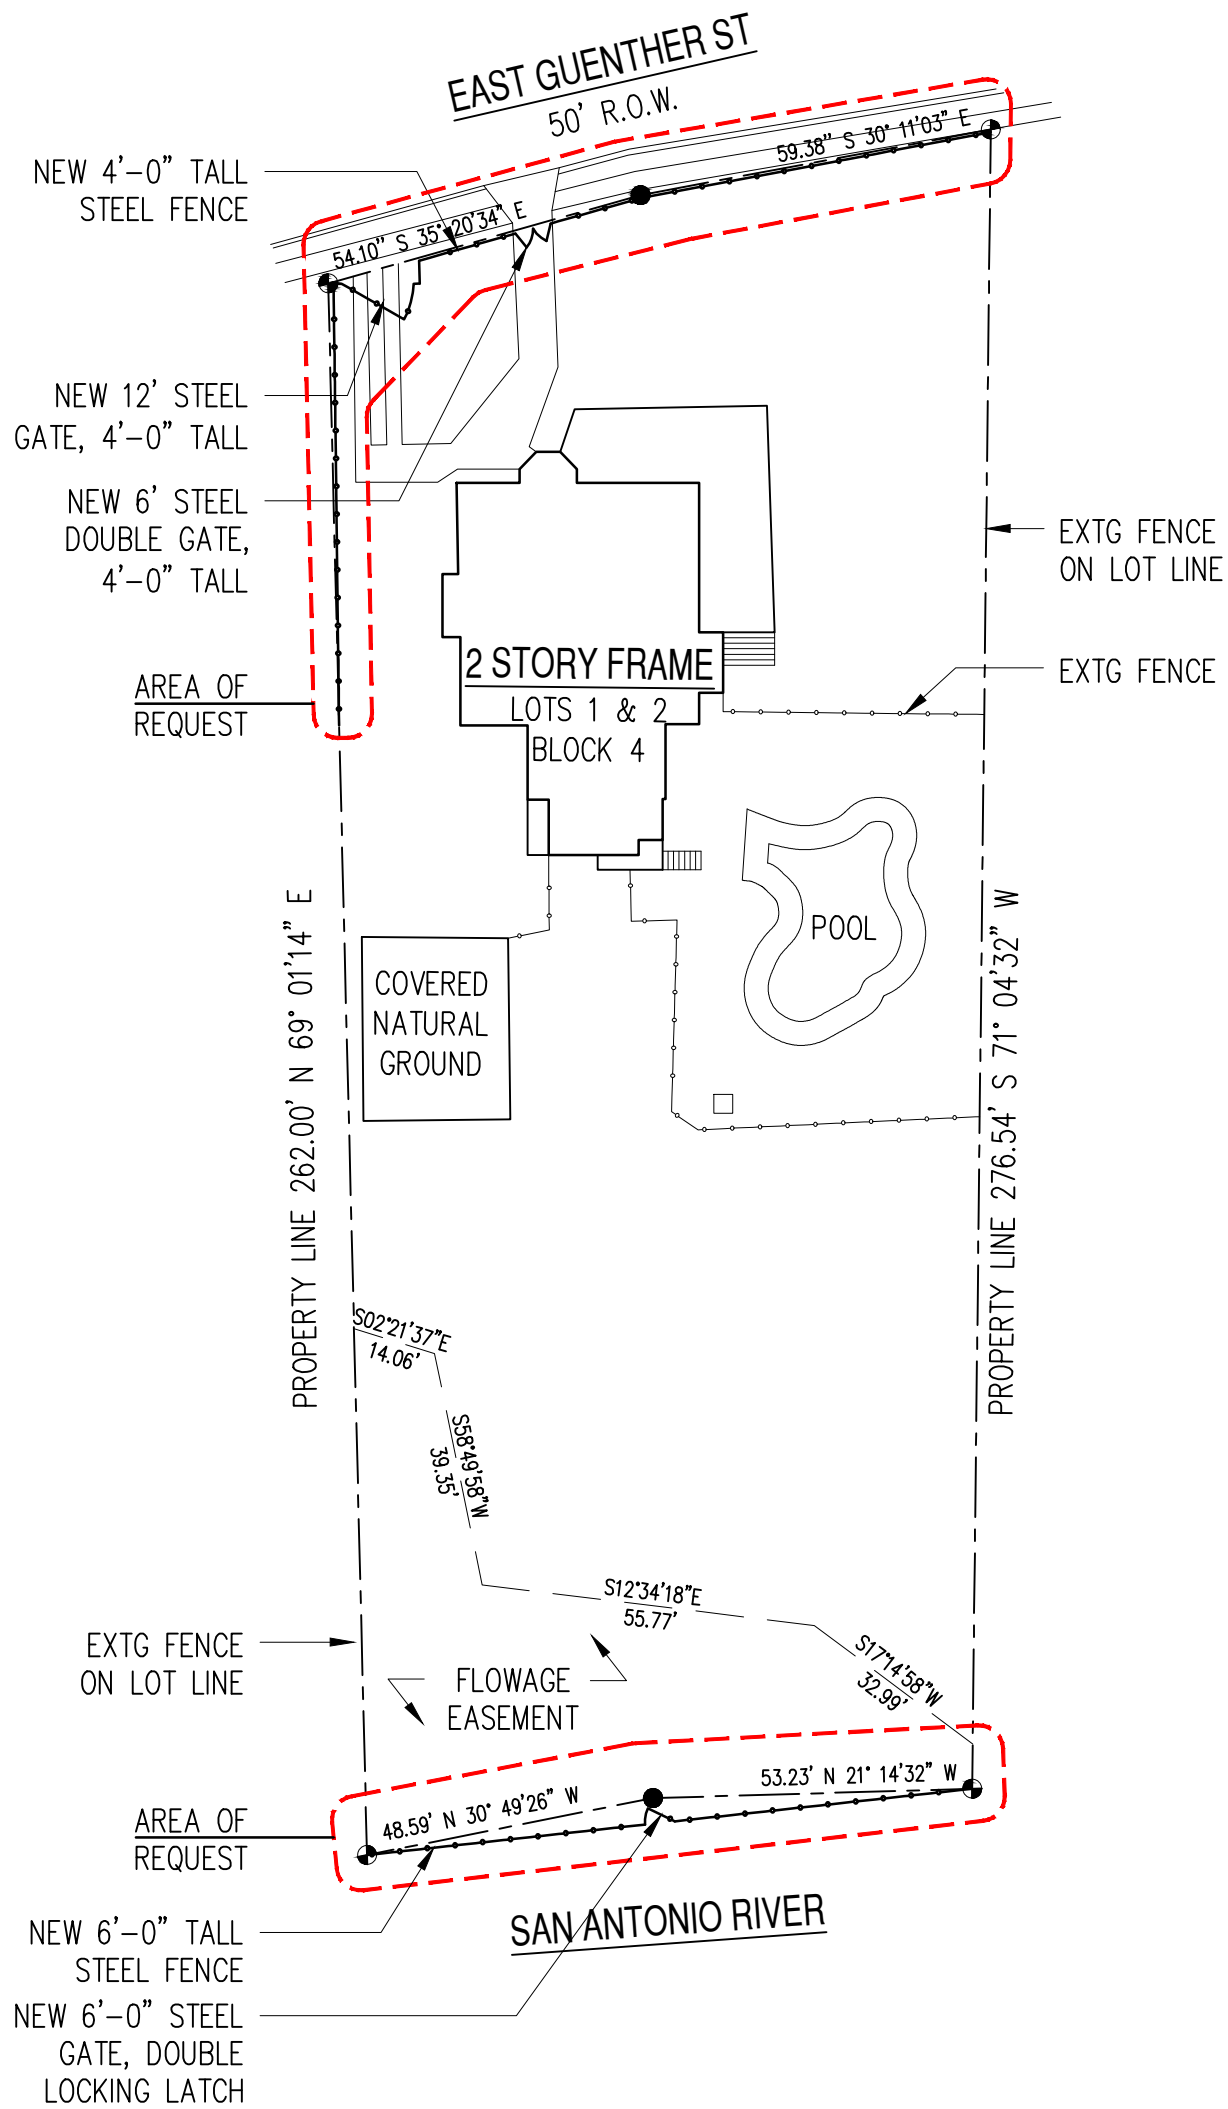 EAST GUENTHER ST
50' R.O.W.
59.38" S 30° 11'03" E
54.10" S 35° 20'34" E
NEW 4'-0" TALL
STEEL FENCE
NEW 12' STEEL
GATE, 4'-0" TALL
NEW 6' STEEL
DOUBLE GATE,
4'-0" TALL
EXTG FENCE
ON LOT LINE
EXTG FENCE
AREA OF
REQUEST
2 STORY FRAME
LOTS 1 & 2
BLOCK 4
POOL
COVERED
NATURAL
GROUND
PROPERTY LINE 262.00' N 69° 01'14" E
PROPERTY LINE 276.54' S 71° 04'32" W
S02°21'37"E
14.06'
S58°49'58"W
39.35'
S12°34'18"E
55.77'
S17°14'58"W
32.99'
EXTG FENCE
ON LOT LINE
FLOWAGE
EASEMENT
53.23' N 21° 14'32" W
48.59' N 30° 49'26" W
AREA OF
REQUEST
SAN ANTONIO RIVER
NEW 6'-0" TALL
STEEL FENCE
NEW 6'-0" STEEL
GATE, DOUBLE
LOCKING LATCH